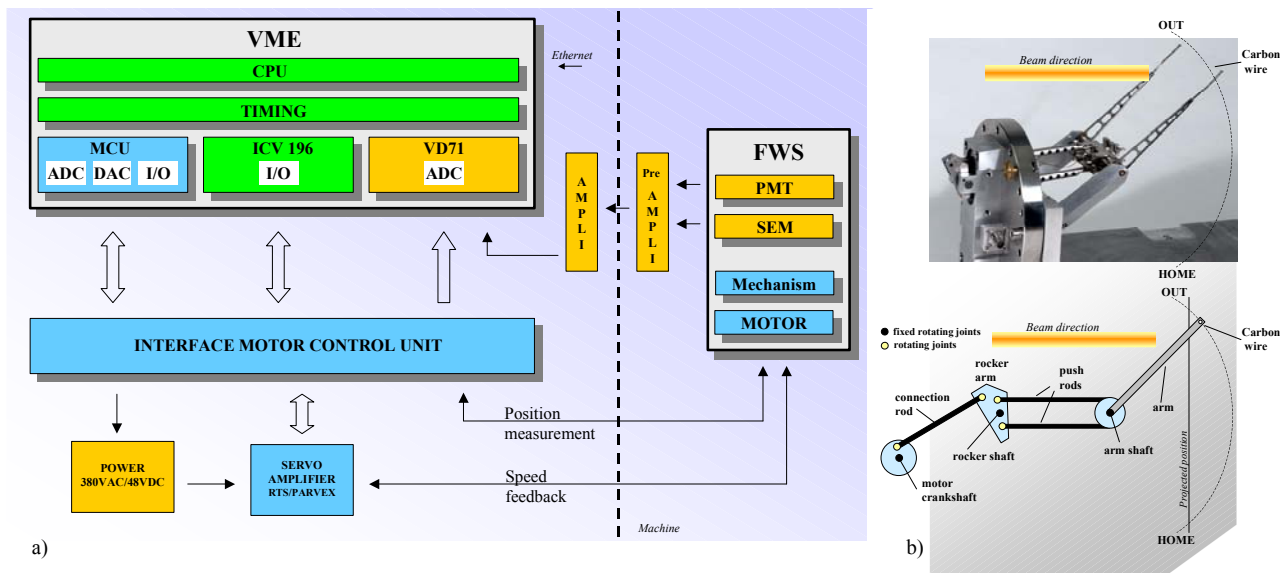 VME
Ethernet
CPU
TIMING
MCU
ADC DAC I/O
ICV 196
I/O
VD71
ADC
A
M
P
L
I
Pre
A
M
P
L
I
FWS
PMT
SEM
Mechanism
MOTOR
INTERFACE MOTOR CONTROL UNIT
Position
measurement
POWER
380VAC/48VDC
SERVO
AMPLIFIER
RTS/PARVEX
Speed
feedback
Machine
a)
OUT
Carbon
wire
Beam direction
HOME
OUT
Beam direction
Carbon
wire
fixed rotating joints
rotating joints
rocker
arm
push
rods
connection
rod
arm
rocker shaft
arm shaft
motor
crankshaft
Projected position
HOME
b)